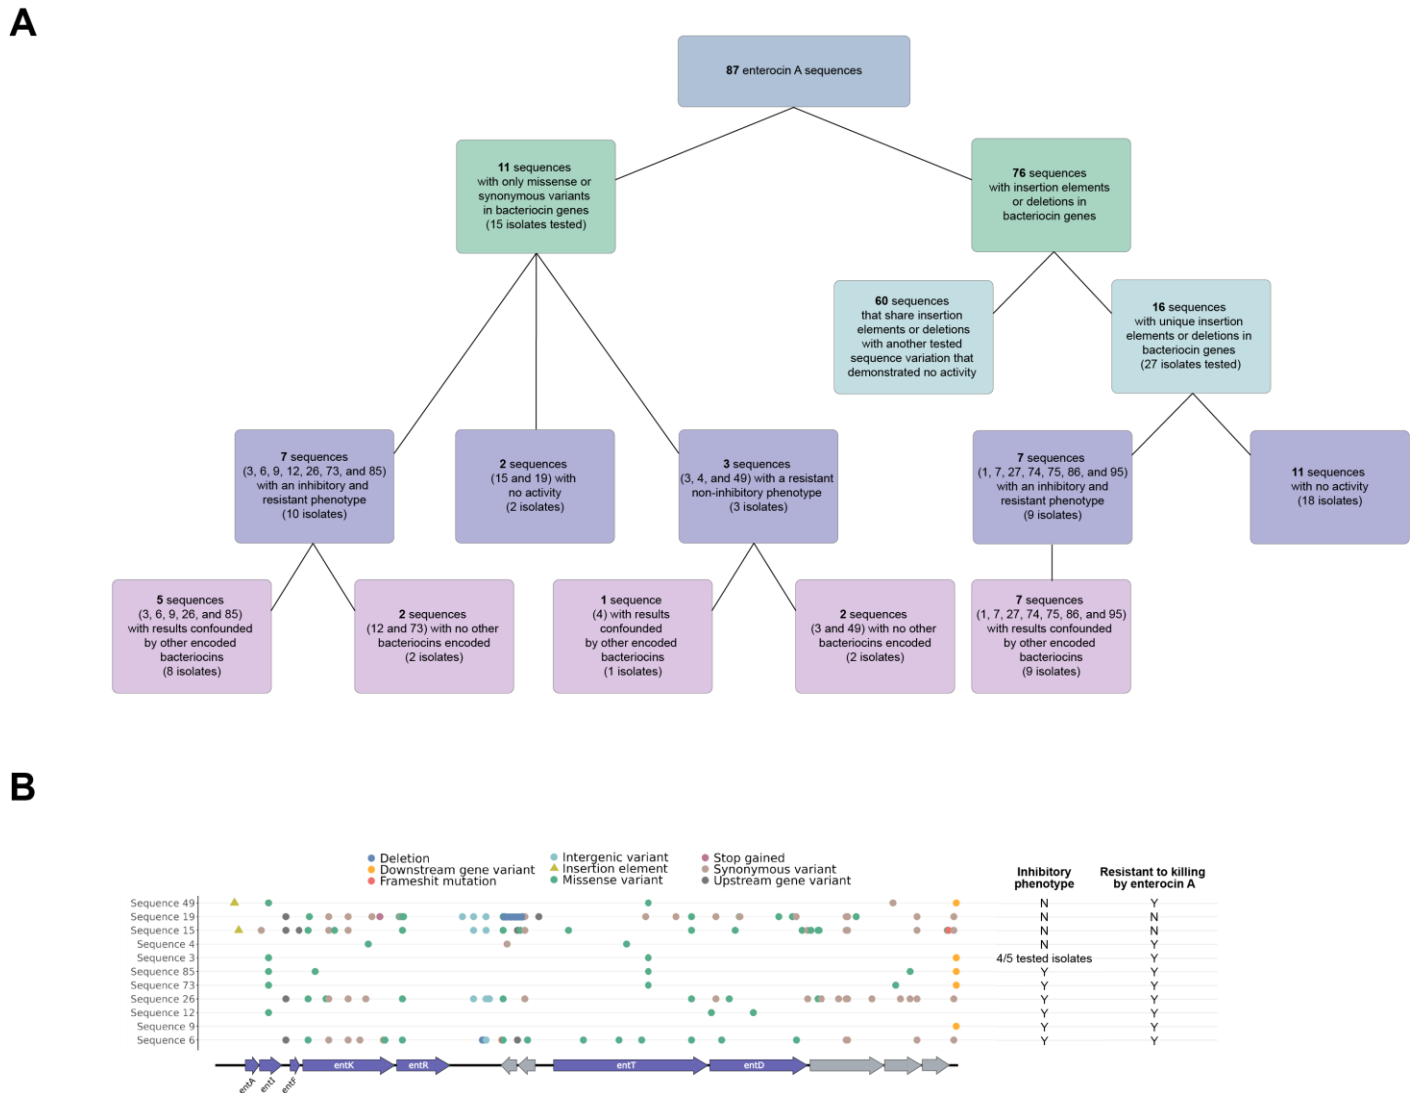 A
87 enterocin A sequences
11 sequences
with only missense or
synonymous variants
in bacteriocin genes
(15 isolates tested)
76 sequences
with insertion elements
or deletions in
bacteriocin genes
60 sequences
that share insertion
elements or deletions
with another tested
sequence variation that
demonstrated no activity
16 sequences
with unique insertion
elements or deletions in
bacteriocin genes
(27 isolates tested)
7 sequences
(3, 6, 9, 12, 26, 73, and 85)
with an inhibitory and
resistant phenotype
(10 isolates)
2 sequences
(15 and 19) with
no activity
(2 isolates)
3 sequences
(3, 4, and 49) with a resistant
non-inhibitory phenotype
(3 isolates)
7 sequences
(1, 7, 27, 74, 75, 86, and 95)
with an inhibitory and
resistant phenotype
(9 isolates)
11 sequences
with no activity
(18 isolates)
5 sequences
(3, 6, 9, 26, and 85)
with results confounded
by other encoded
bacteriocins
(8 isolates)
2 sequences
(12 and 73) with no other
bacteriocins encoded
(2 isolates)
1 sequence
(4) with results
confounded
by other encoded
bacteriocins
(1 isolates)
2 sequences
(3 and 49) with no other
bacteriocins encoded
(2 isolates)
7 sequences
(1, 7, 27, 74, 75, 86, and 95)
with results confounded
by other encoded
bacteriocins
(9 isolates)
B
Deletion
Downstream gene variant
Frameshit mutation
Intergenic variant
Insertion element
Missense variant
Stop gained
Synonymous variant
Upstream gene variant
Inhibitory
phenotype
Resistant to killing
by enterocin A
Sequence 49 N Y
Sequence 19 N N
Sequence 15 N N
Sequence 4 N Y
Sequence 3 4/5 tested isolates Y
Sequence 85 Y Y
Sequence 73 Y Y
Sequence 26 Y Y
Sequence 12 Y Y
Sequence 9 Y Y
Sequence 6 Y Y
entA entI entF entK entR entT entD